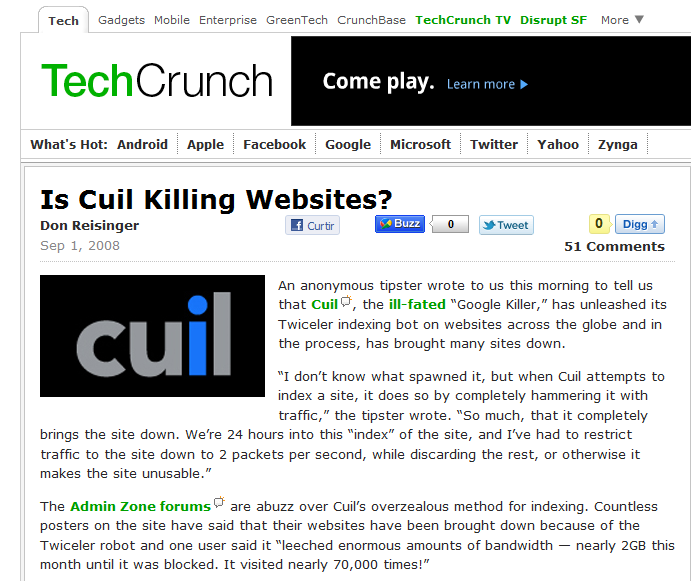 Tech Gadgets Mobile Enterprise GreenTech CrunchBase TechCrunch TV Disrupt SF More ▼
TechCrunch
Come play. Learn more ▶
What's Hot: Android Apple Facebook Google Microsoft Twitter Yahoo Zynga
Is Cuil Killing Websites?
Don Reisinger
Curtir Buzz 0 Tweet 0 Digg
Sep 1, 2008
51 Comments
cuil
An anonymous tipster wrote to us this morning to tell us
that Cuil, the ill-fated “Google Killer,” has unleashed its
Twiceler indexing bot on websites across the globe and in
the process, has brought many sites down.
“I don’t know what spawned it, but when Cuil attempts to
index a site, it does so by completely hammering it with
traffic,” the tipster wrote. “So much, that it completely
brings the site down. We’re 24 hours into this “index” of the site, and I’ve had to restrict
traffic to the site down to 2 packets per second, while discarding the rest, or otherwise it
makes the site unusable.”
The Admin Zone forums are abuzz over Cuil’s overzealous method for indexing. Countless
posters on the site have said that their websites have been brought down because of the
Twiceler robot and one user said it “leeched enormous amounts of bandwidth — nearly 2GB this
month until it was blocked. It visited nearly 70,000 times!”